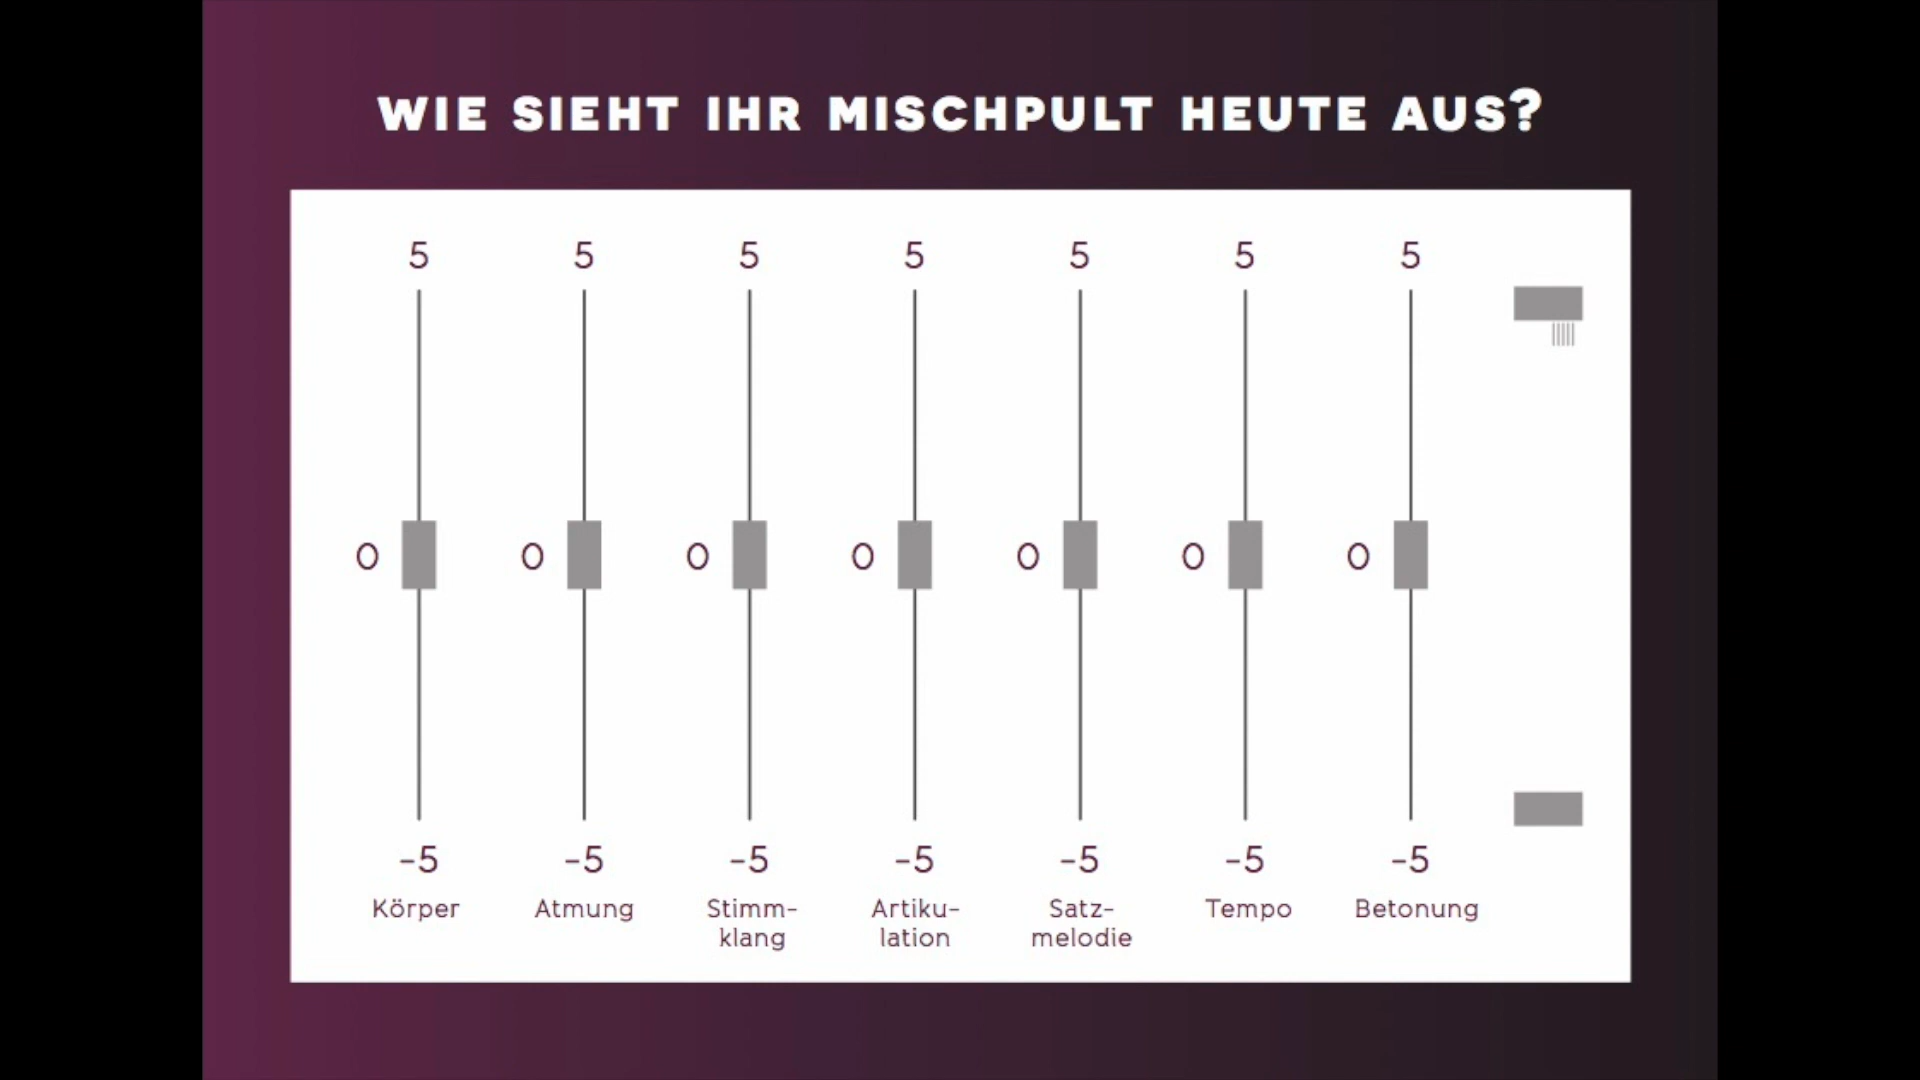 WIE SIEHT IHR MISCHPULT HEUTE AUS?
5 5 5 5 5 5 5
0 0 0 0 0 0 0
-5 -5 -5 -5 -5 -5 -5
Körper Atmung Stimm- Artiku- Satz- Tempo Betonung
klang lation melodie